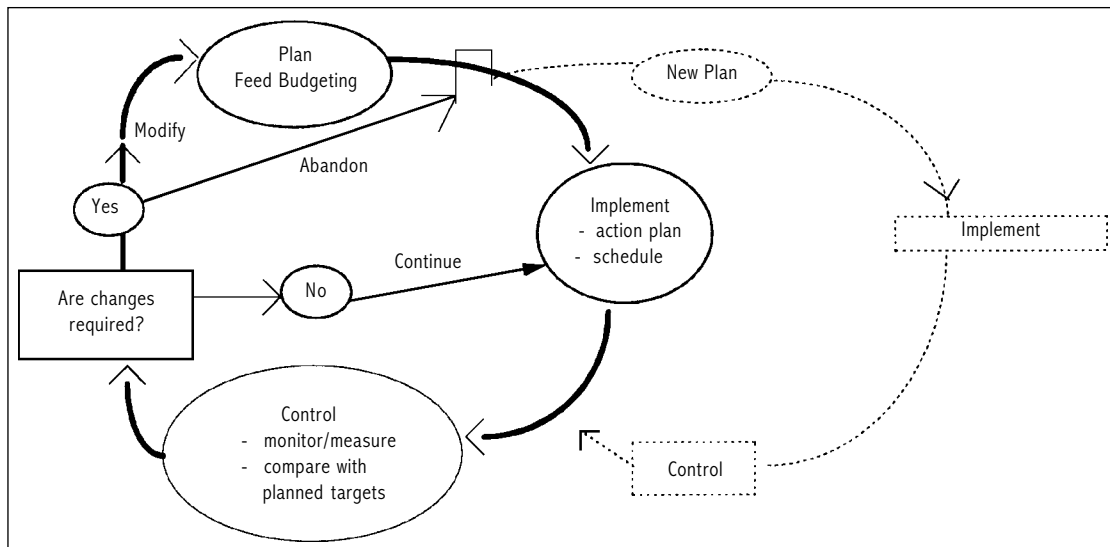 Plan
Feed Budgeting
New Plan
Modify
Abandon
Yes
Implement
- action plan
- schedule
Implement
Continue
No
Are changes
required?
Control
- monitor/measure
- compare with
planned targets
Control